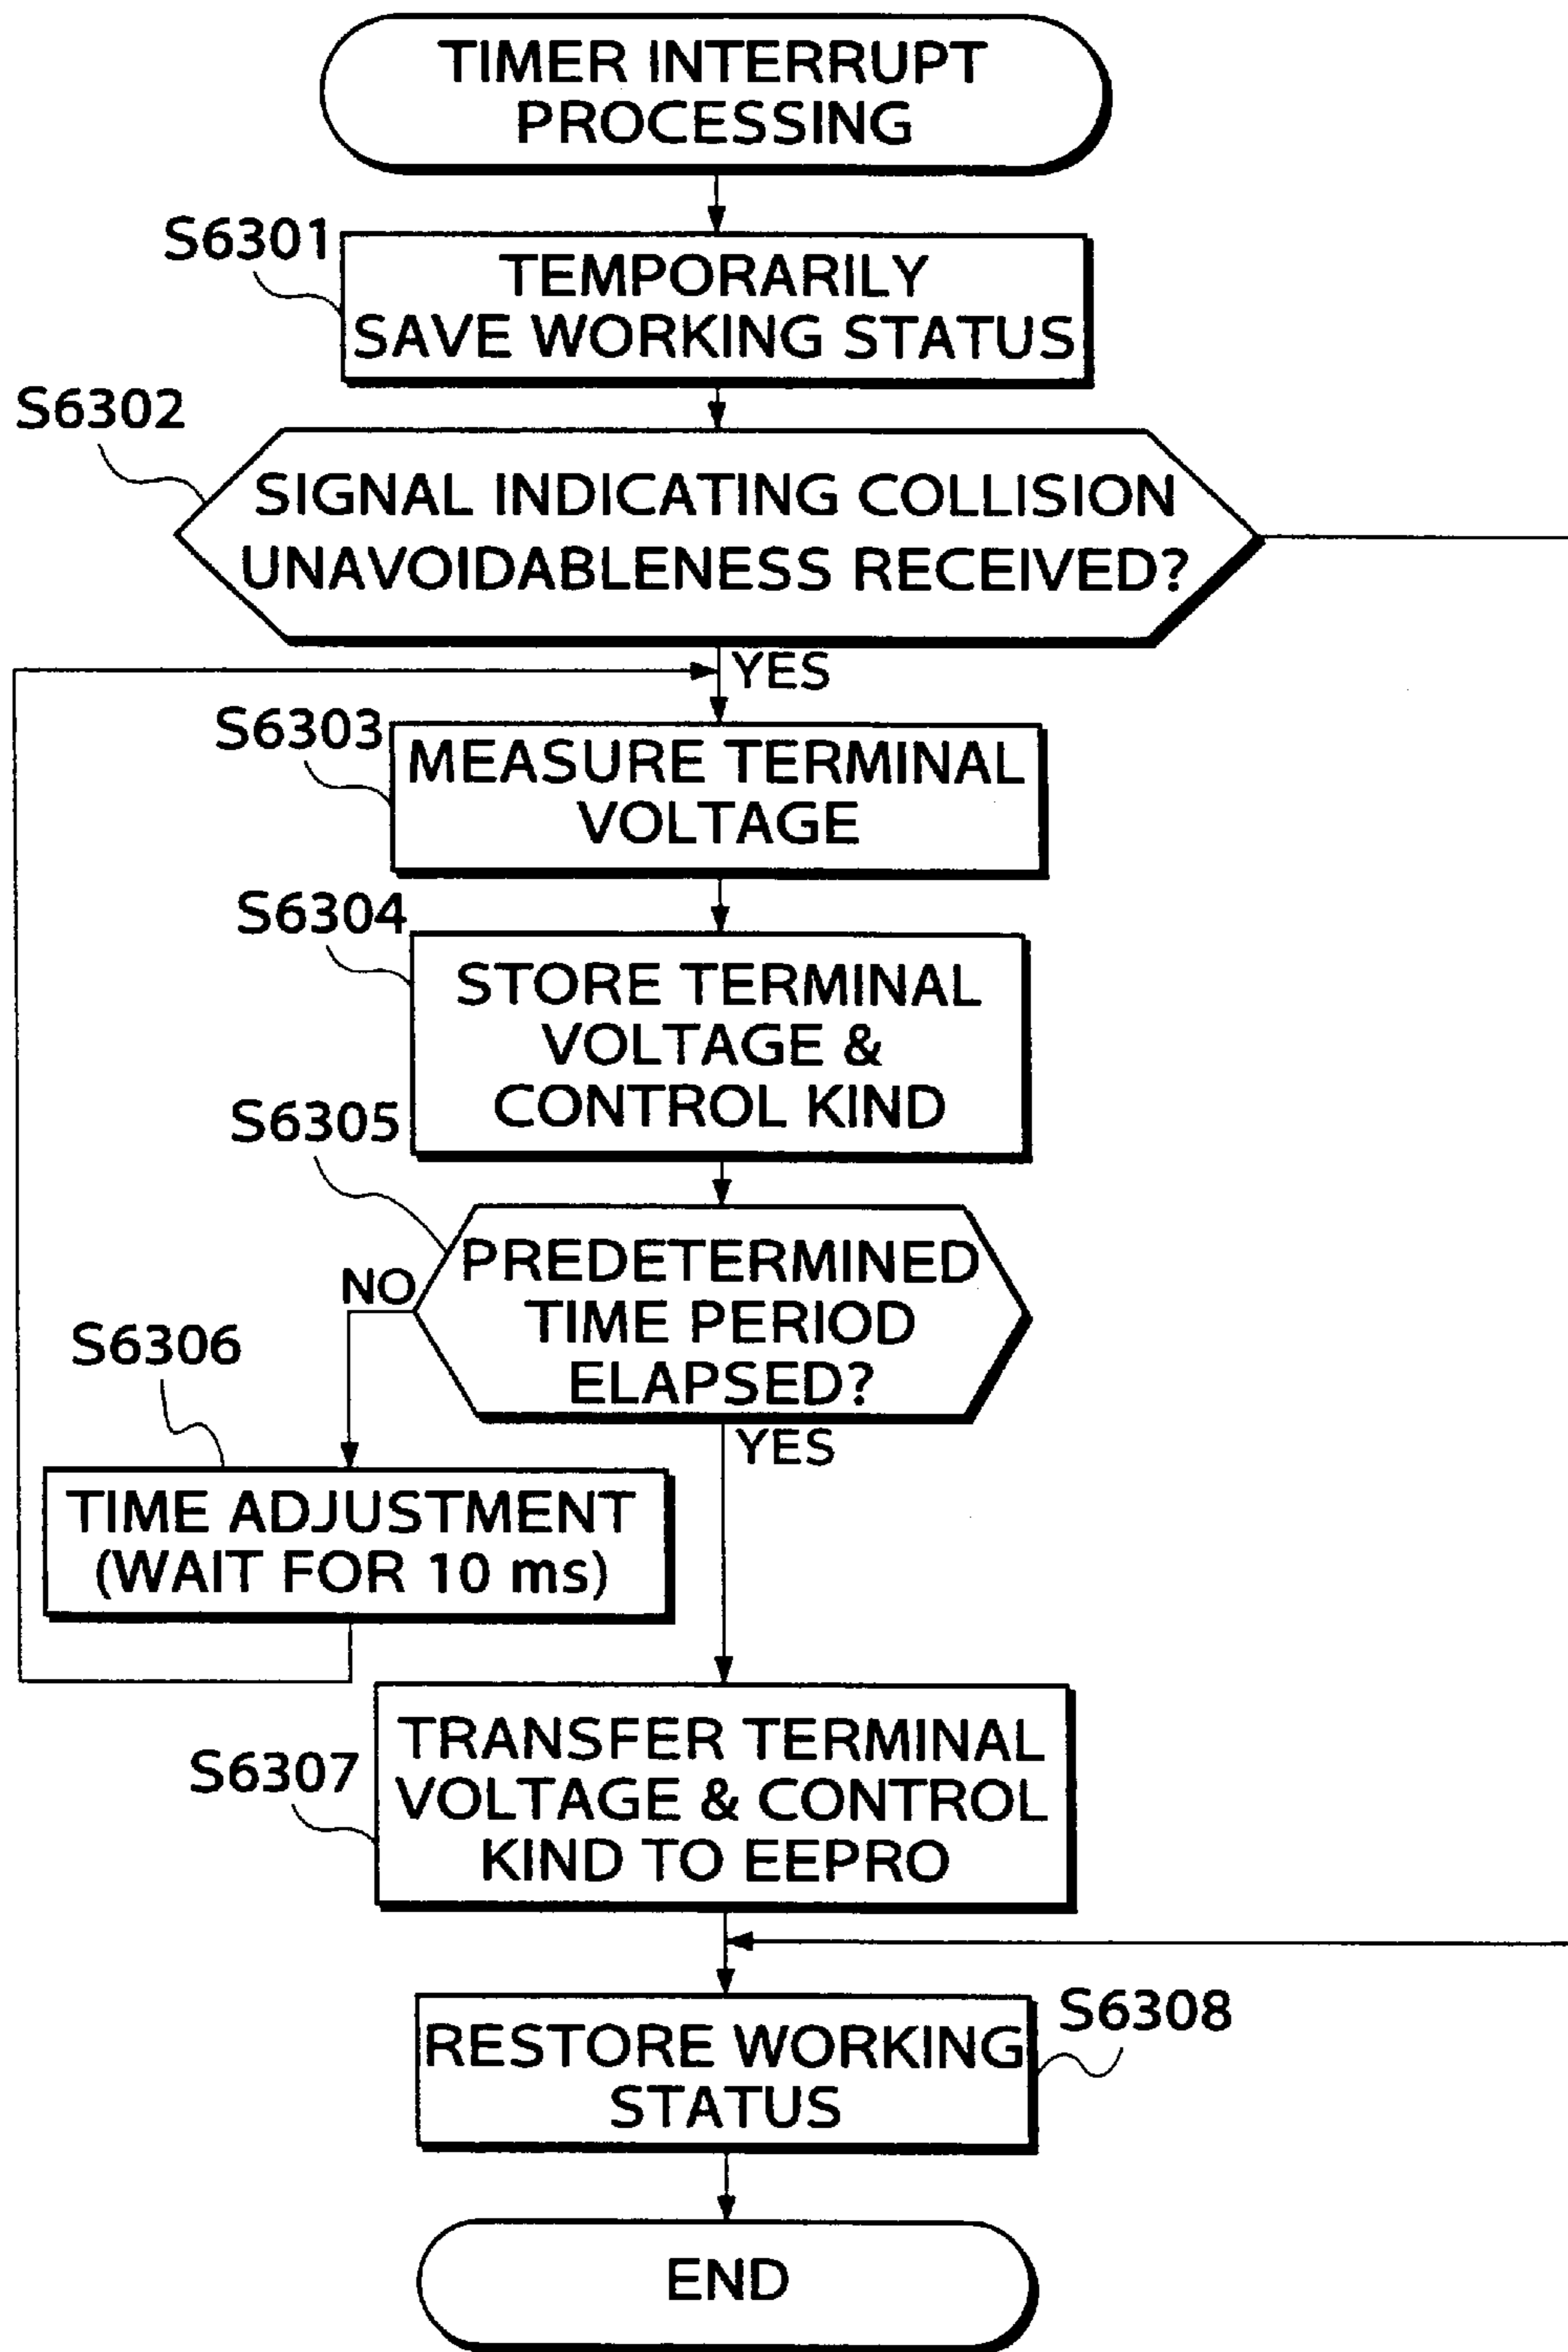 TIMER INTERRUPT
PROCESSING
S6301
TEMPORARILY
SAVE WORKING STATUS
S6302
SIGNAL INDICATING COLLISION
UNAVOIDABLENESS RECEIVED?
YES
S6303
MEASURE TERMINAL
VOLTAGE
S6304
STORE TERMINAL
VOLTAGE &
CONTROL KIND
S6305
PREDETERMINED
TIME PERIOD
ELAPSED?
NO
YES
S6306
TIME ADJUSTMENT
(WAIT FOR 10 ms)
S6307
TRANSFER TERMINAL
VOLTAGE & CONTROL
KIND TO EEPRO
S6308
RESTORE WORKING
STATUS
END